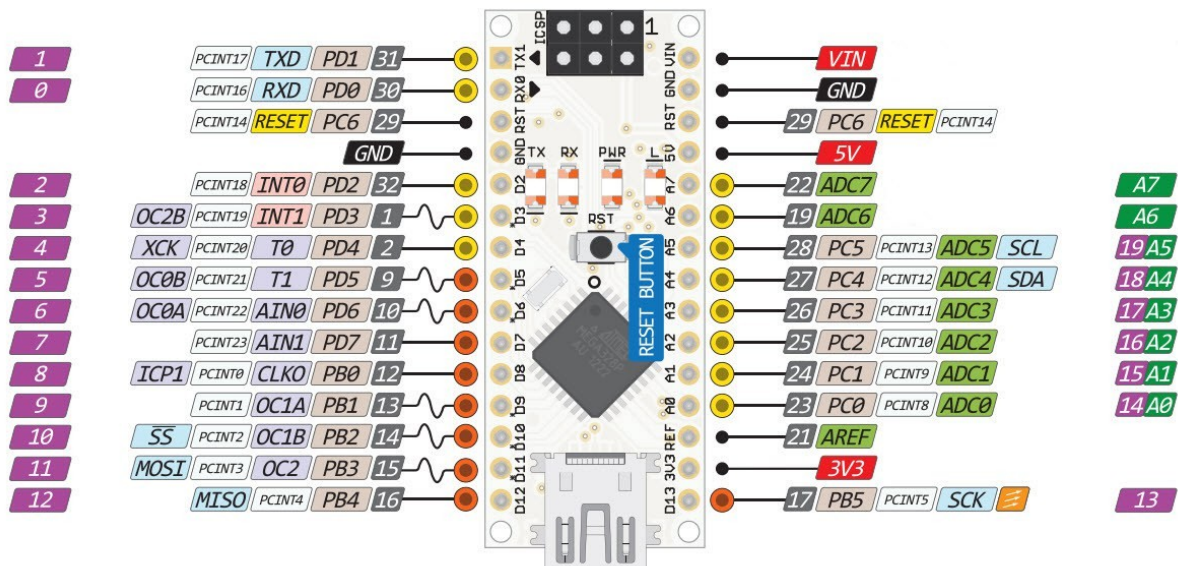 ICSP 1
1 PCINT17 TXD PD1 31 TX1 VIN VIN
0 PCINT16 RXD PD0 30 RX0 GND GND
PCINT14 RESET PC6 29 RST RST 29 PC6 RESET PCINT14
GND GND 5V 5V
TX RX PWR L
2 PCINT18 INT0 PD2 32 D2 A7 22 ADC7 A7
3 OC2B PCINT19 INT1 PD3 1 *D3 A6 19 ADC6 A6
RST
4 XCK PCINT20 T0 PD4 2 D4 A5 28 PC5 PCINT13 ADC5 SCL 19 A5
5 OC0B PCINT21 T1 PD5 9 *D5 A4 27 PC4 PCINT12 ADC4 SDA 18 A4
RESET BUTTON
6 OC0A PCINT22 AIN0 PD6 10 *D6 A3 26 PC3 PCINT11 ADC3 17 A3
7 PCINT23 AIN1 PD7 11 D7 A2 25 PC2 PCINT10 ADC2 16 A2
8 ICP1 PCINT0 CLKO PB0 12 D8 A1 24 PC1 PCINT9 ADC1 15 A1
9 PCINT1 OC1A PB1 13 *D9 A0 23 PC0 PCINT8 ADC0 14 A0
10 SS PCINT2 OC1B PB2 14 *D10 REF 21 AREF
11 MOSI PCINT3 OC2 PB3 15 *D11 3V3 3V3
12 MISO PCINT4 PB4 16 D12 D13 17 PB5 PCINT5 SCK 13